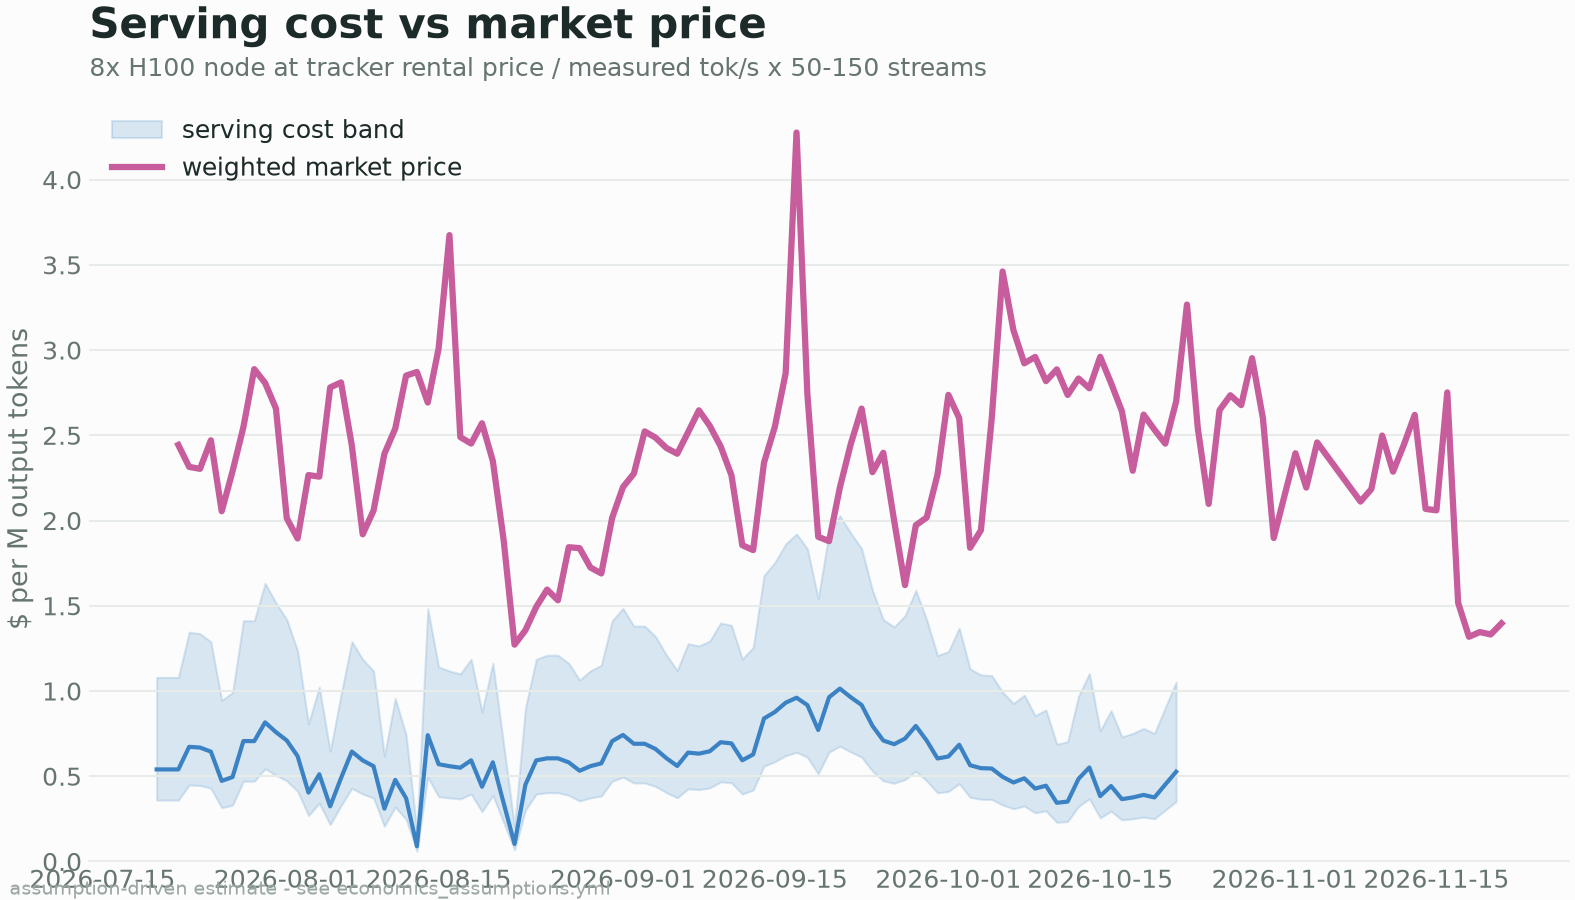 Serving cost vs market price
8x H100 node at tracker rental price / measured tok/s x 50-150 streams
serving cost band
weighted market price
$ per M output tokens
4.0
3.5
3.0
2.5
2.0
1.5
1.0
0.5
0.0
2026-07-15 2026-08-01 2026-08-15 2026-09-01 2026-09-15 2026-10-01 2026-10-15 2026-11-01 2026-11-15
assumption-driven estimate - see economics_assumptions.yml